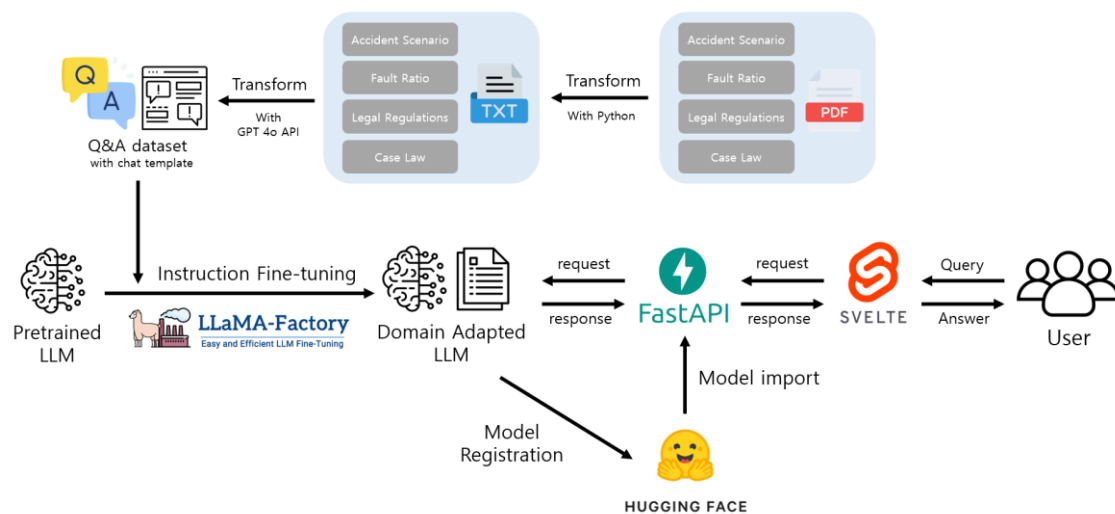 Accident Scenario
Fault Ratio
Legal Regulations
Case Law
TXT
Accident Scenario
Fault Ratio
Legal Regulations
Case Law
PDF
Transform
With Python
Transform
With
GPT 4o API
Q
A
Q&A dataset
with chat template
Pretrained
LLM
Instruction Fine-tuning
LLaMA-Factory
Easy and Efficient LLM Fine-Tuning
Domain Adapted
LLM
request
response
FastAPI
request
response
SVELTE
Query
Answer
User
Model import
Model
Registration
HUGGING FACE